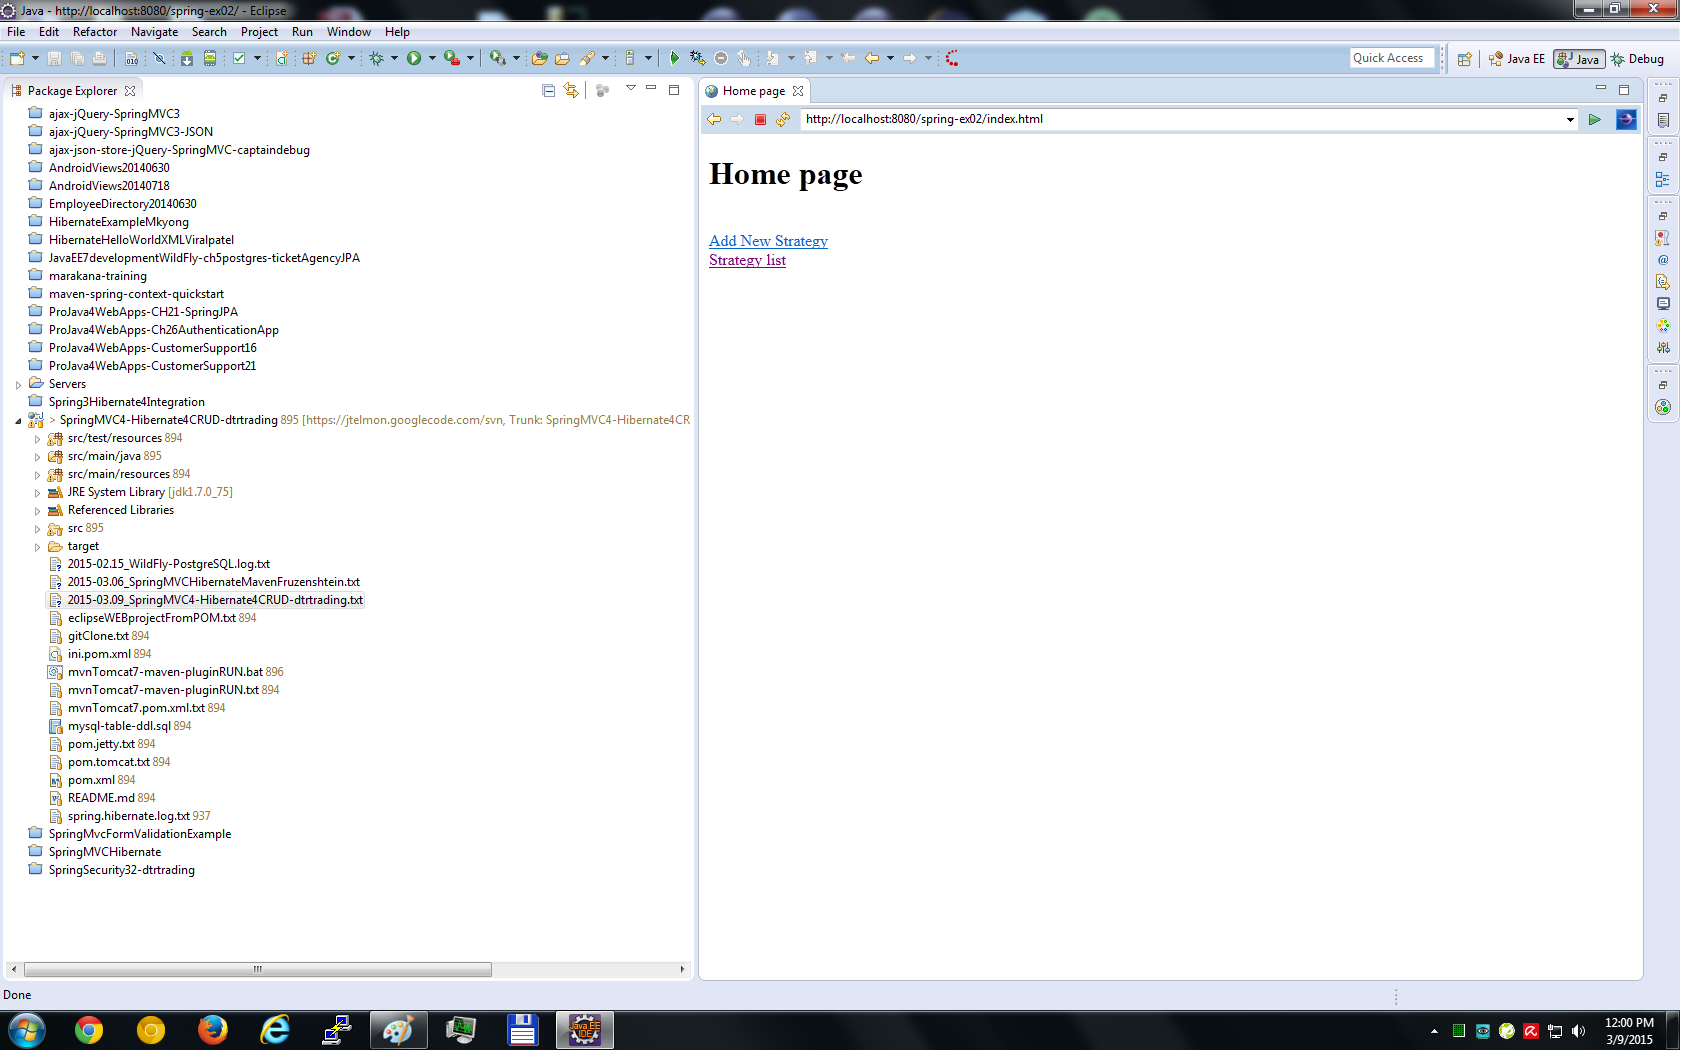 Java - http://localhost:8080/spring-ex02/ - Eclipse
File Edit Refactor Navigate Search Project Run Window Help
Quick Access
Java EE
Java
Debug
Package Explorer
ajax-jQuery-SpringMVC3
ajax-jQuery-SpringMVC3-JSON
ajax-json-store-jQuery-SpringMVC-captaindebug
AndroidViews20140630
AndroidViews20140718
EmployeeDirectory20140630
HibernateExampleMkyong
HibernateHelloWorldXMLViralpatel
JavaEE7developmentWildFly-ch5postgres-ticketAgencyJPA
marakana-training
maven-spring-context-quickstart
ProJava4WebApps-CH21-SpringJPA
ProJava4WebApps-Ch26AuthenticationApp
ProJava4WebApps-CustomerSupport16
ProJava4WebApps-CustomerSupport21
Servers
Spring3Hibernate4Integration
> SpringMVC4-Hibernate4CRUD-dtrtrading 895 [https://jtelmon.googlecode.com/svn, Trunk: SpringMVC4-Hibernate4CR
src/test/resources 894
src/main/java 895
src/main/resources 894
JRE System Library [jdk1.7.0_75]
Referenced Libraries
src 895
target
2015-02.15_WildFly-PostgreSQL.log.txt
2015-03.06_SpringMVCHibernateMavenFruzenshtein.txt
2015-03.09_SpringMVC4-Hibernate4CRUD-dtrtrading.txt
eclipseWEBprojectFromPOM.txt 894
gitClone.txt 894
ini.pom.xml 894
mvnTomcat7-maven-pluginRUN.bat 896
mvnTomcat7-maven-pluginRUN.txt 894
mvnTomcat7.pom.xml.txt 894
mysql-table-ddl.sql 894
pom.jetty.txt 894
pom.tomcat.txt 894
pom.xml 894
README.md 894
spring.hibernate.log.txt 937
SpringMvcFormValidationExample
SpringMVCHibernate
SpringSecurity32-dtrtrading
Home page
http://localhost:8080/spring-ex02/index.html
Home page
Add New Strategy
Strategy list
Done
Java EE
IDE
12:00 PM
3/9/2015